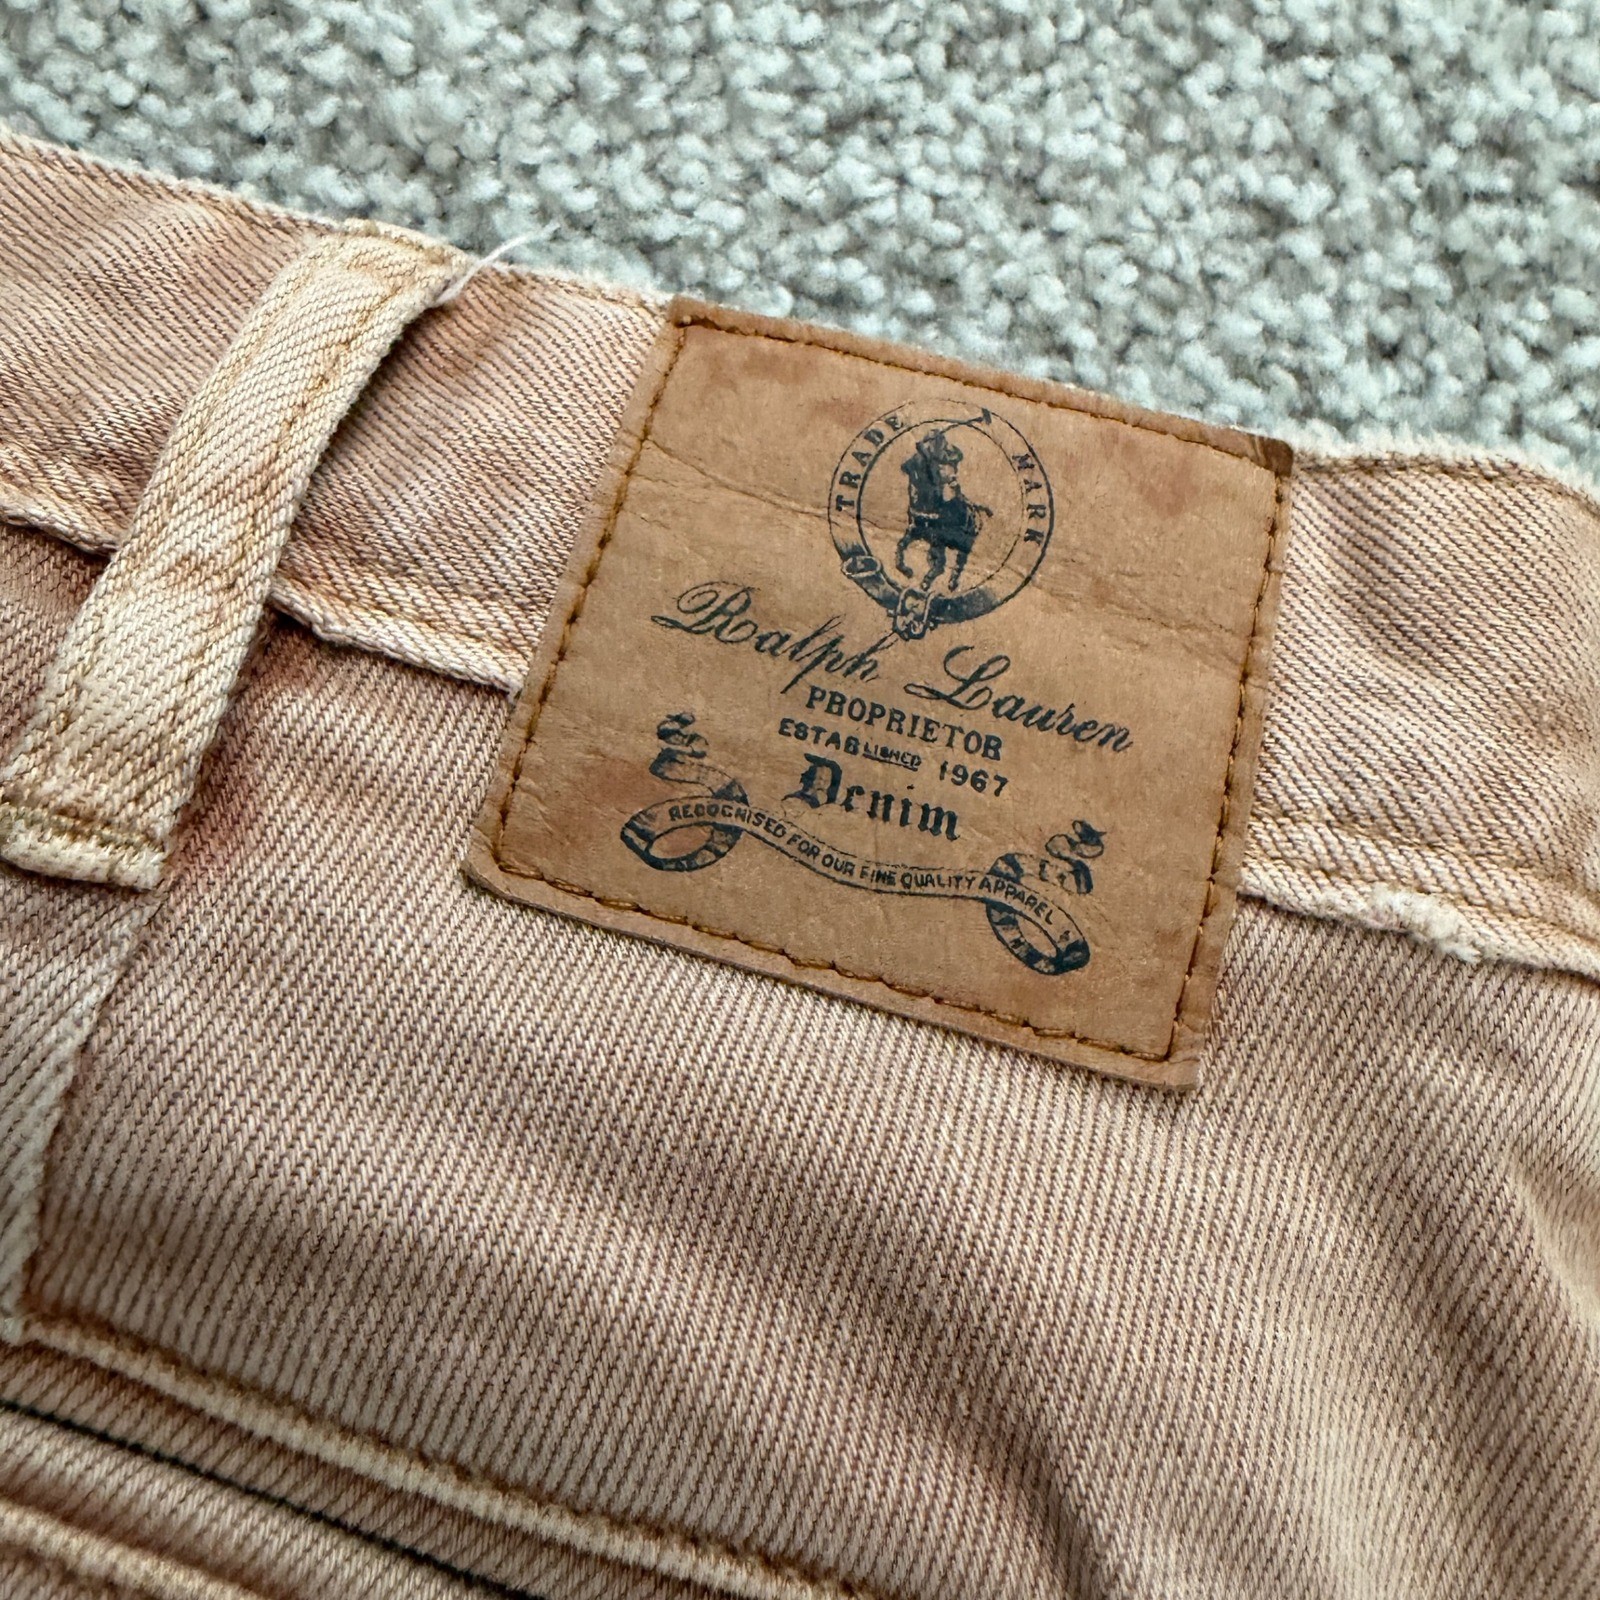 TRADE MARK
Ralph Lauren
PROPRIETOR
ESTABLISHED 1967
Denim
RECOGNISED FOR OUR FINE QUALITY APPAREL